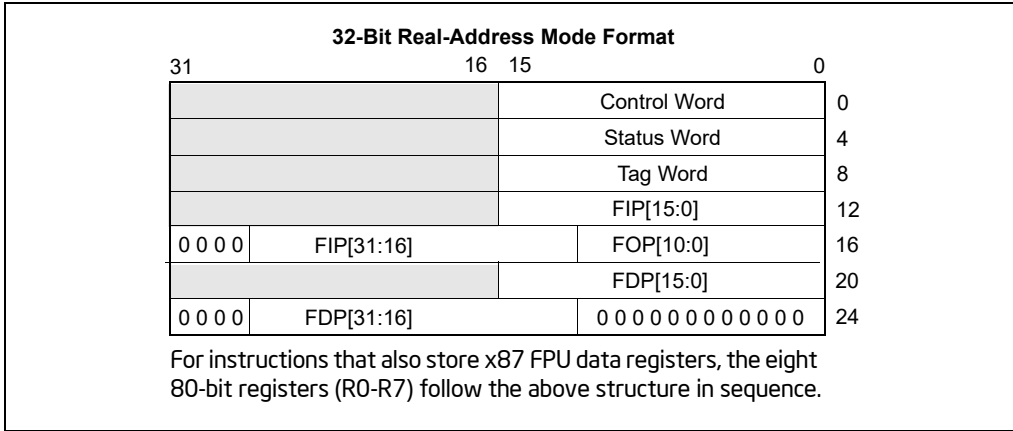 32-Bit Real-Address Mode Format
31 16 15 0
Control Word 0
Status Word 4
Tag Word 8
FIP[15:0] 12
0 0 0 0 FIP[31:16] FOP[10:0] 16
FDP[15:0] 20
0 0 0 0 FDP[31:16] 0 0 0 0 0 0 0 0 0 0 0 0 24
For instructions that also store x87 FPU data registers, the eight
80-bit registers (R0-R7) follow the above structure in sequence.